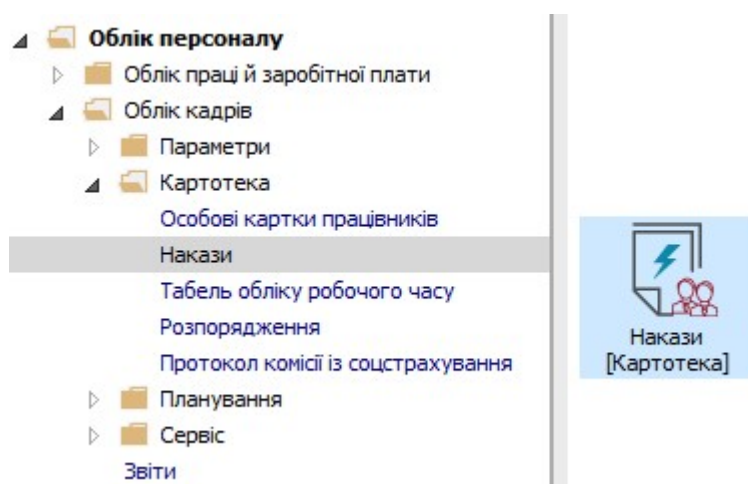 Облік персоналу
Облік праці й заробітної плати
Облік кадрів
Параметри
Картотека
Особові картки працівників
Накази
Табель обліку робочого часу
Розпорядження
Протокол комісії із соцстрахування
Планування
Сервіс
Звіти
Накази
[Картотека]